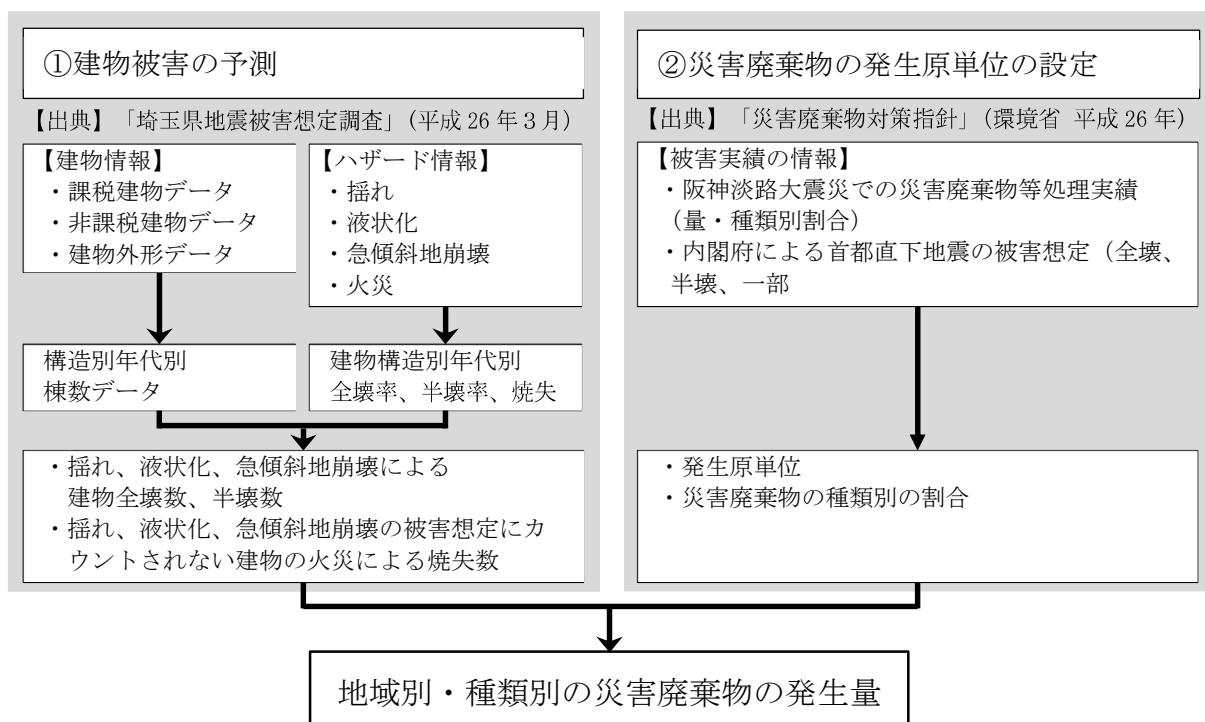 ①建物被害の予測
【出典】「埼玉県地震被害想定調査」(平成 26 年３月)
【建物情報】
・課税建物データ
・非課税建物データ
・建物外形データ
【ハザード情報】
・揺れ
・液状化
・急傾斜地崩壊
・火災
構造別年代別
棟数データ
建物構造別年代別
全壊率、半壊率、焼失
・揺れ、液状化、急傾斜地崩壊による
建物全壊数、半壊数
・揺れ、液状化、急傾斜地崩壊の被害想定にカ
ウントされない建物の火災による焼失数
②災害廃棄物の発生原単位の設定
【出典】「災害廃棄物対策指針」(環境省 平成 26 年)
【被害実績の情報】
・阪神淡路大震災での災害廃棄物等処理実績
（量・種類別割合）
・内閣府による首都直下地震の被害想定（全壊、
半壊、一部
・発生原単位
・災害廃棄物の種類別の割合
地域別・種類別の災害廃棄物の発生量